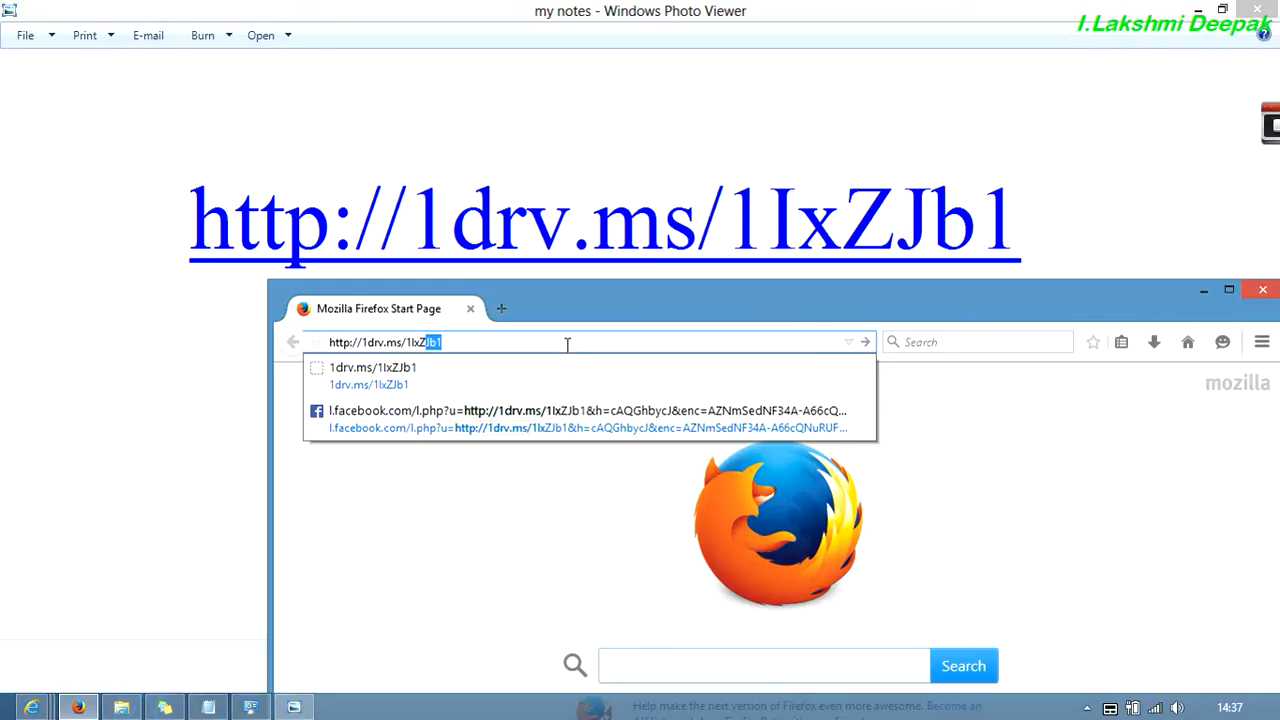 my notes - Windows Photo Viewer
I.Lakshmi Deepak
File Print E-mail Burn Open
http://1drv.ms/1IxZJb1
Mozilla Firefox Start Page
http://1drv.ms/1IxZJb1
Search
1drv.ms/1IxZJb1
1drv.ms/1IxZJb1
mozilla
l.facebook.com/l.php?u=http://1drv.ms/1IxZJb1&h=cAQGhbycJ&enc=AZNmSedNF34A-A66cQ...
l.facebook.com/l.php?u=http://1drv.ms/1IxZJb1&h=cAQGhbycJ&enc=AZNmSedNF34A-A66cQNuRUF...
Search
Help make the next version of Firefox even more awesome. Become an
14:37